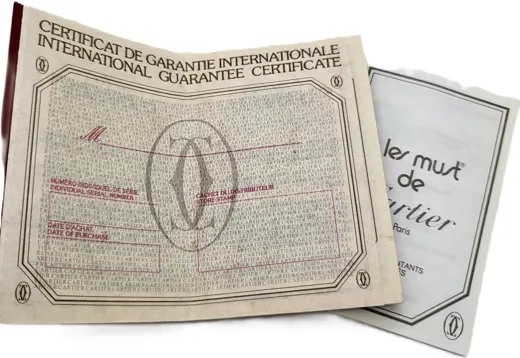 CERTIFICAT DE GARANTIE INTERNATIONALE
INTERNATIONAL GUARANTEE CERTIFICATE
M
NUMÉRO INDIVIDUEL DE SÉRIE
INDIVIDUAL SERIAL NUMBER
CACHET DU DISTRIBUTEUR
STORE STAMP
DATE D'ACHAT
DATE OF PURCHASE
les must
de
Cartier
Paris